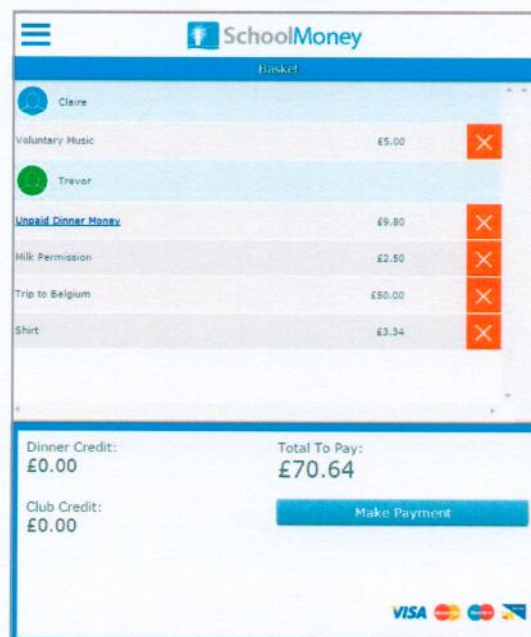 SchoolMoney
Basket
Claire
Voluntary Music £5.00
Trevor
Unpaid Dinner Money £9.80
Milk Permission £2.50
Trip to Belgium £50.00
Shirt £3.34
Dinner Credit: Total To Pay:
£0.00 £70.64
Club Credit: Make Payment
£0.00
VISA